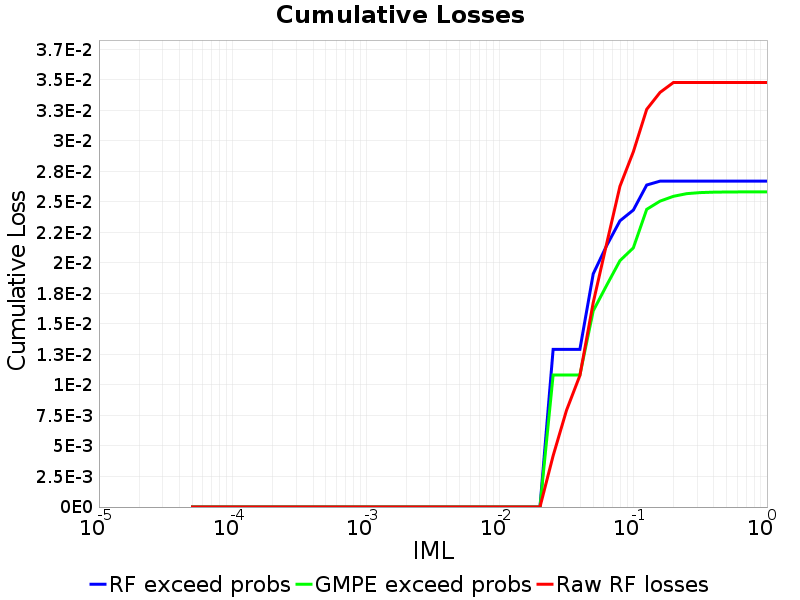 Cumulative Losses
3.7E-2
3.5E-2
3.3E-2
3E-2
2.8E-2
2.5E-2
2.2E-2
2E-2
1.8E-2
1.5E-2
1.3E-2
1E-2
7.5E-3
5E-3
2.5E-3
0E0
Cumulative Loss
10^-5 10^-4 10^-3 10^-2 10^-1 10^0
IML
RF exceed probs GMPE exceed probs Raw RF losses